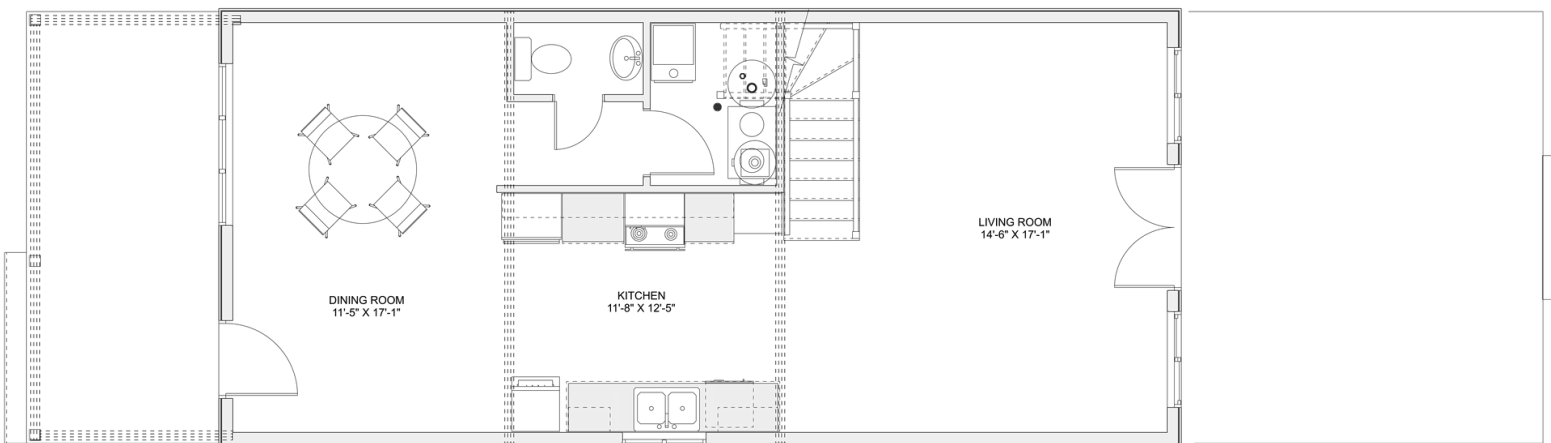 LIVING ROOM
14'-6" X 17'-1"
DINING ROOM
11'-5" X 17'-1"
KITCHEN
11'-8" X 12'-5"